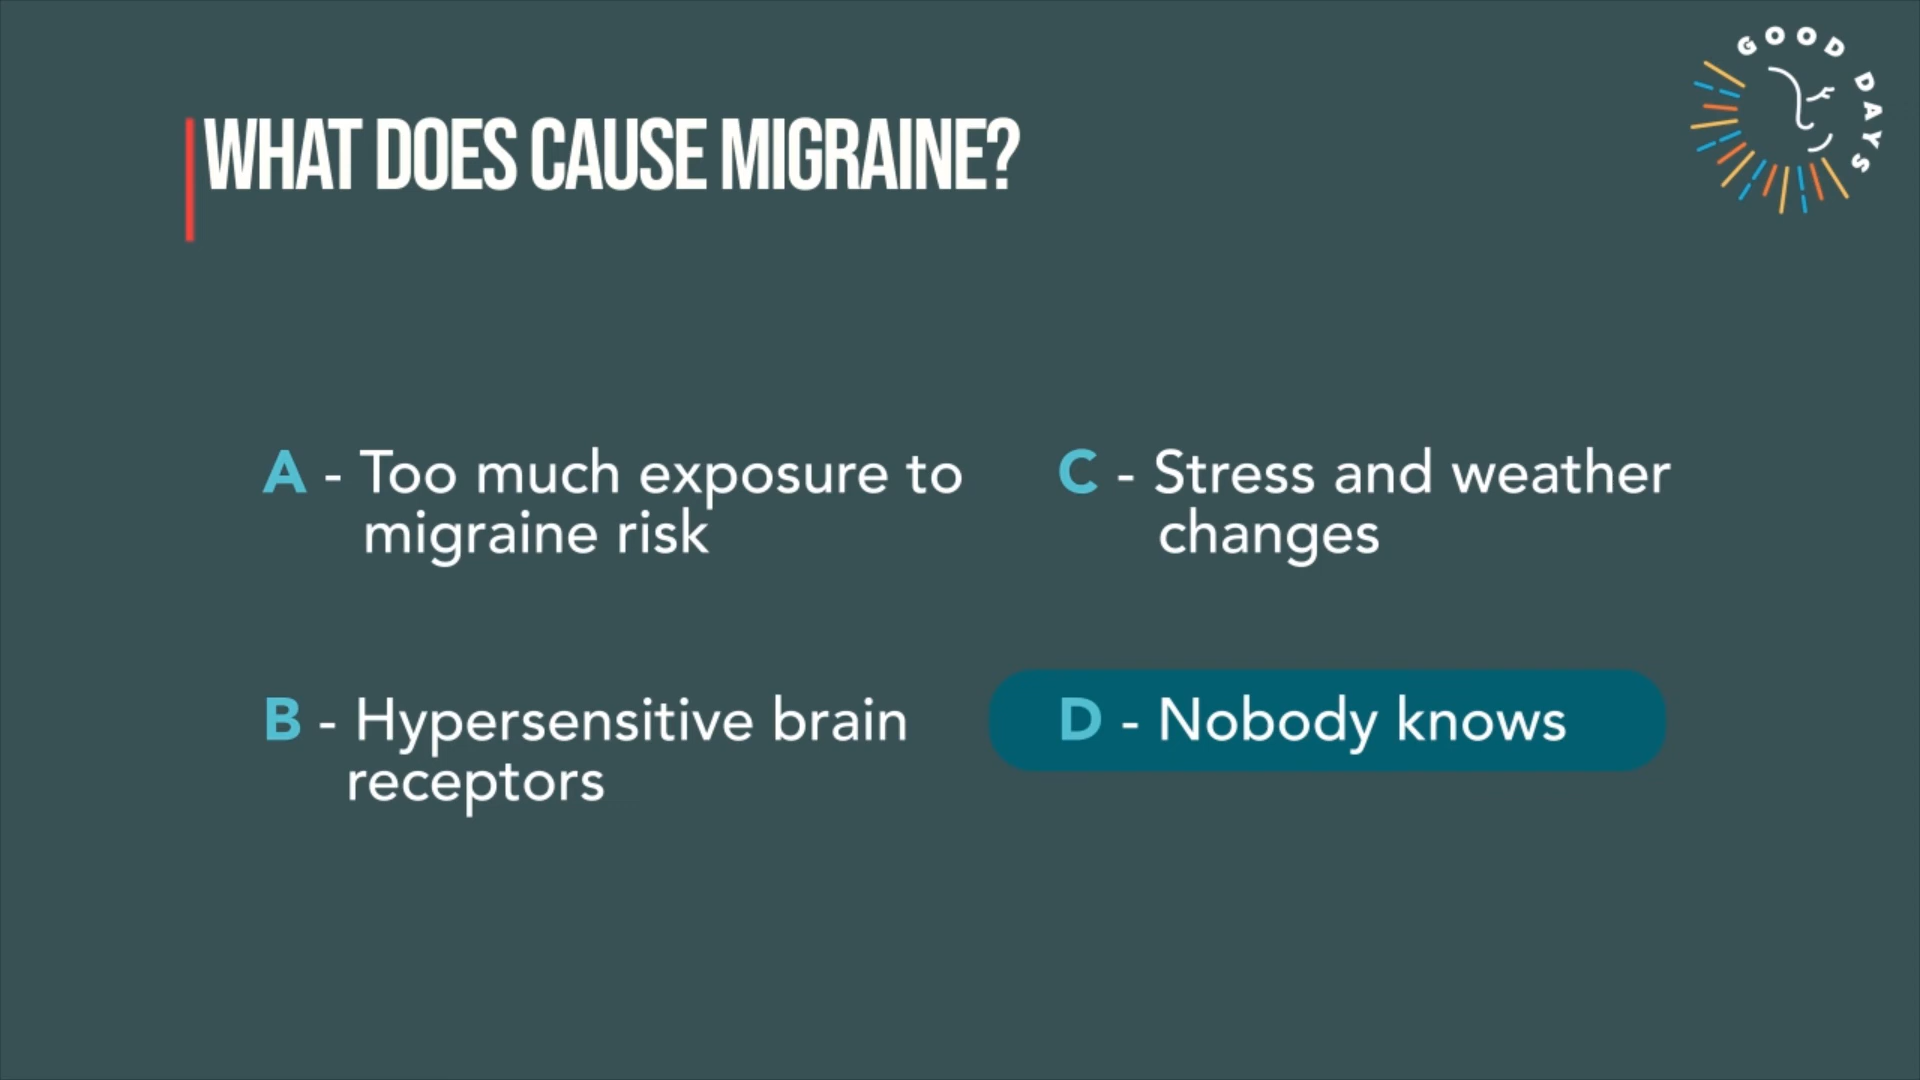 GOOD DAYS
WHAT DOES CAUSE MIGRAINE?
A - Too much exposure to
migraine risk
B - Hypersensitive brain
receptors
C - Stress and weather
changes
D - Nobody knows